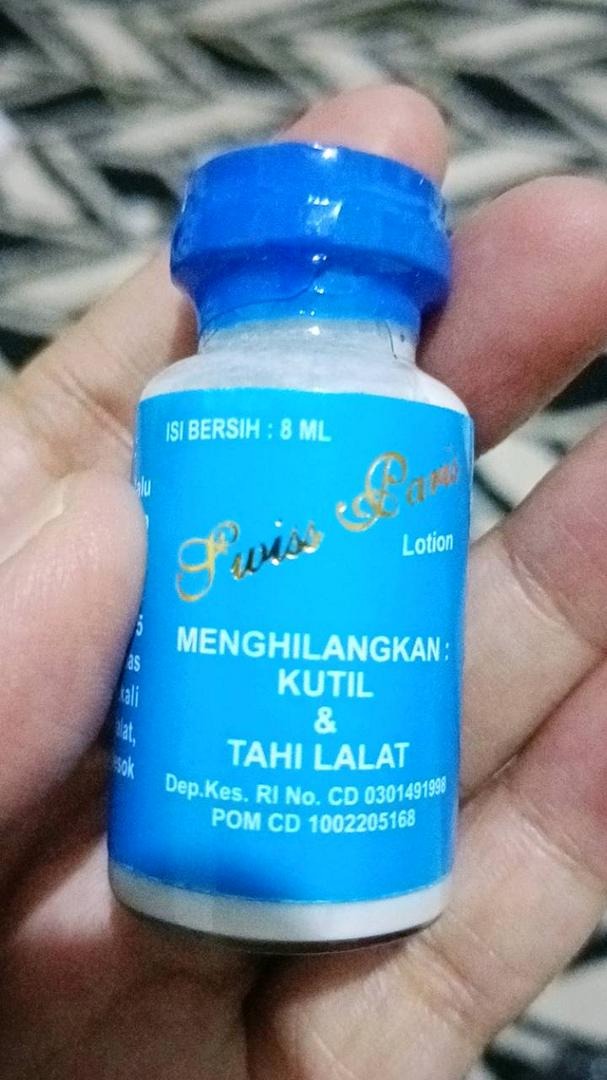 ISI BERSIH : 8 ML
Swiss Paris
Lotion
MENGHILANGKAN :
KUTIL
&
TAHI LALAT
Dep.Kes. RI No. CD 0301491998
POM CD 1002205168